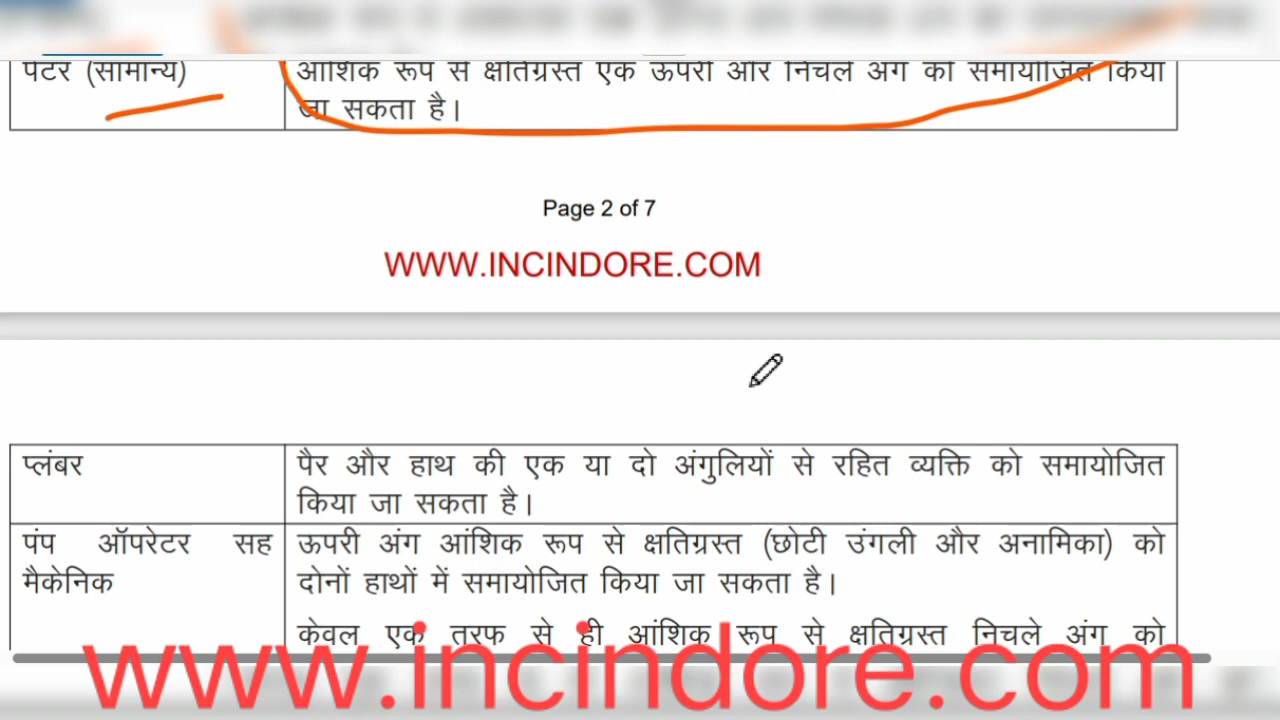 पेंटर (सामान्य)
आंशिक रूप से क्षतिग्रस्त एक ऊपरी और निचले अंग को समायोजित किया
जा सकता है।
Page 2 of 7
WWW.INCINDORE.COM
प्लंबर
पैर और हाथ की एक या दो अंगुलियों से रहित व्यक्ति को समायोजित
किया जा सकता है।
पंप ऑपरेटर सह
मैकेनिक
ऊपरी अंग आंशिक रूप से क्षतिग्रस्त (छोटी उंगली और अनामिका) को
दोनों हाथों में समायोजित किया जा सकता है।
केवल एक तरफ से ही आंशिक रूप से क्षतिग्रस्त निचले अंग को
www.incindore.com